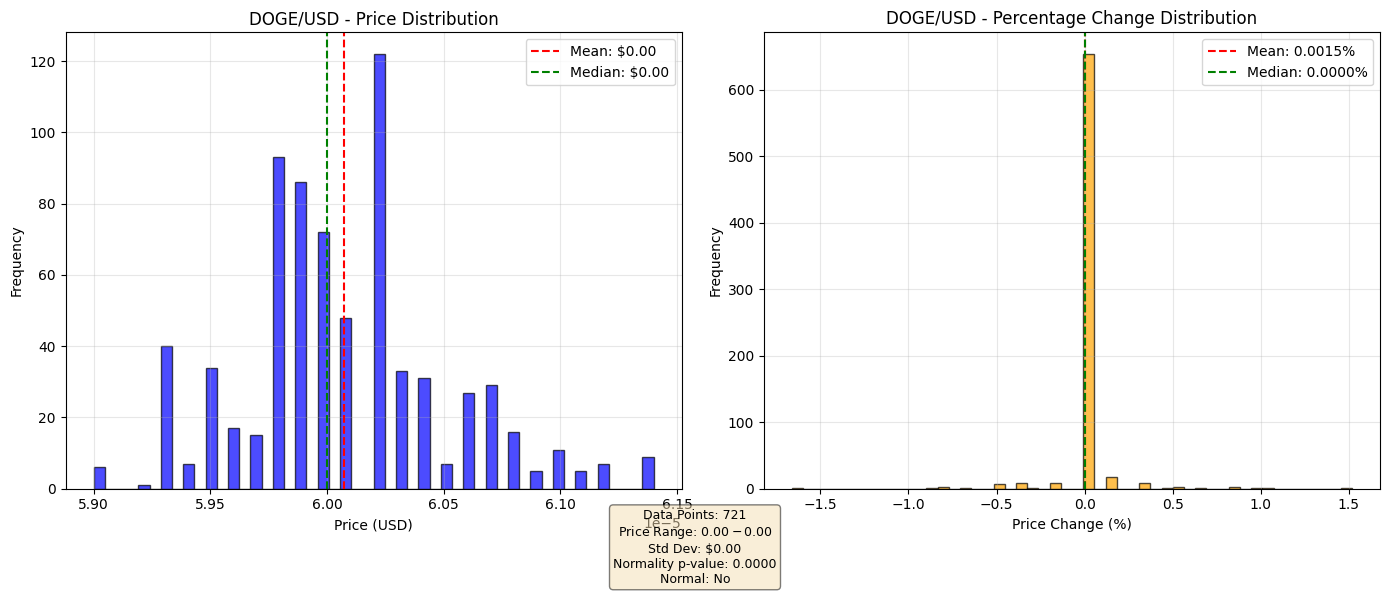 DOGE/USD - Price Distribution
Mean: $0.00
Median: $0.00
Frequency
120
100
80
60
40
20
0
5.90
5.95
6.00
6.05
6.10
6.15
1e−5
Price (USD)
DOGE/USD - Percentage Change Distribution
Mean: 0.0015%
Median: 0.0000%
Frequency
600
500
400
300
200
100
0
−1.5
−1.0
−0.5
0.0
0.5
1.0
1.5
Price Change (%)
Data Points: 721
Price Range: 0.00 − 0.00
Std Dev: $0.00
Normality p-value: 0.0000
Normal: No